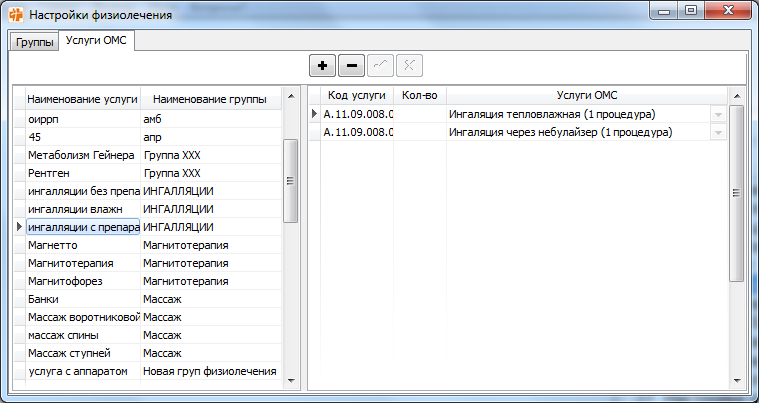 Настройки физиолечения
Группы Услуги ОМС
Наименование услуги Наименование группы
оиррп амб
45 апр
Метаболизм Гейнера Группа XXX
Рентген Группа XXX
ингалляции без препа ИНГАЛЛЯЦИИ
ингалляции влажн ИНГАЛЛЯЦИИ
ингалляции с препара ИНГАЛЛЯЦИИ
Магнетто Магнитотерапия
Магнитотерапия Магнитотерапия
Магнитофорез Магнитотерапия
Банки Массаж
Массаж воротниковой Массаж
массаж спины Массаж
Массаж ступней Массаж
услуга с аппаратом Новая груп физиолечения
Код услуги Кол-во Услуги ОМС
A.11.09.008.0 Ингаляция тепловлажная (1 процедура)
A.11.09.008.0 Ингаляция через небулайзер (1 процедура)